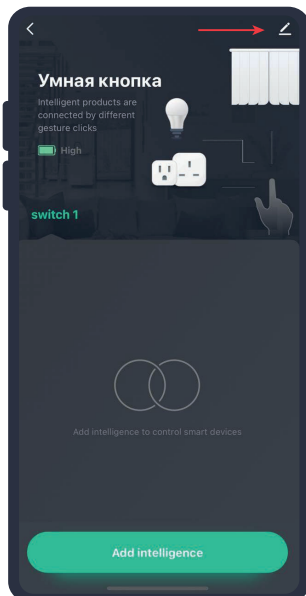 Умная кнопка
Intelligent products are
connected by different
gesture clicks
High
switch 1
Add intelligence to control smart devices
Add intelligence